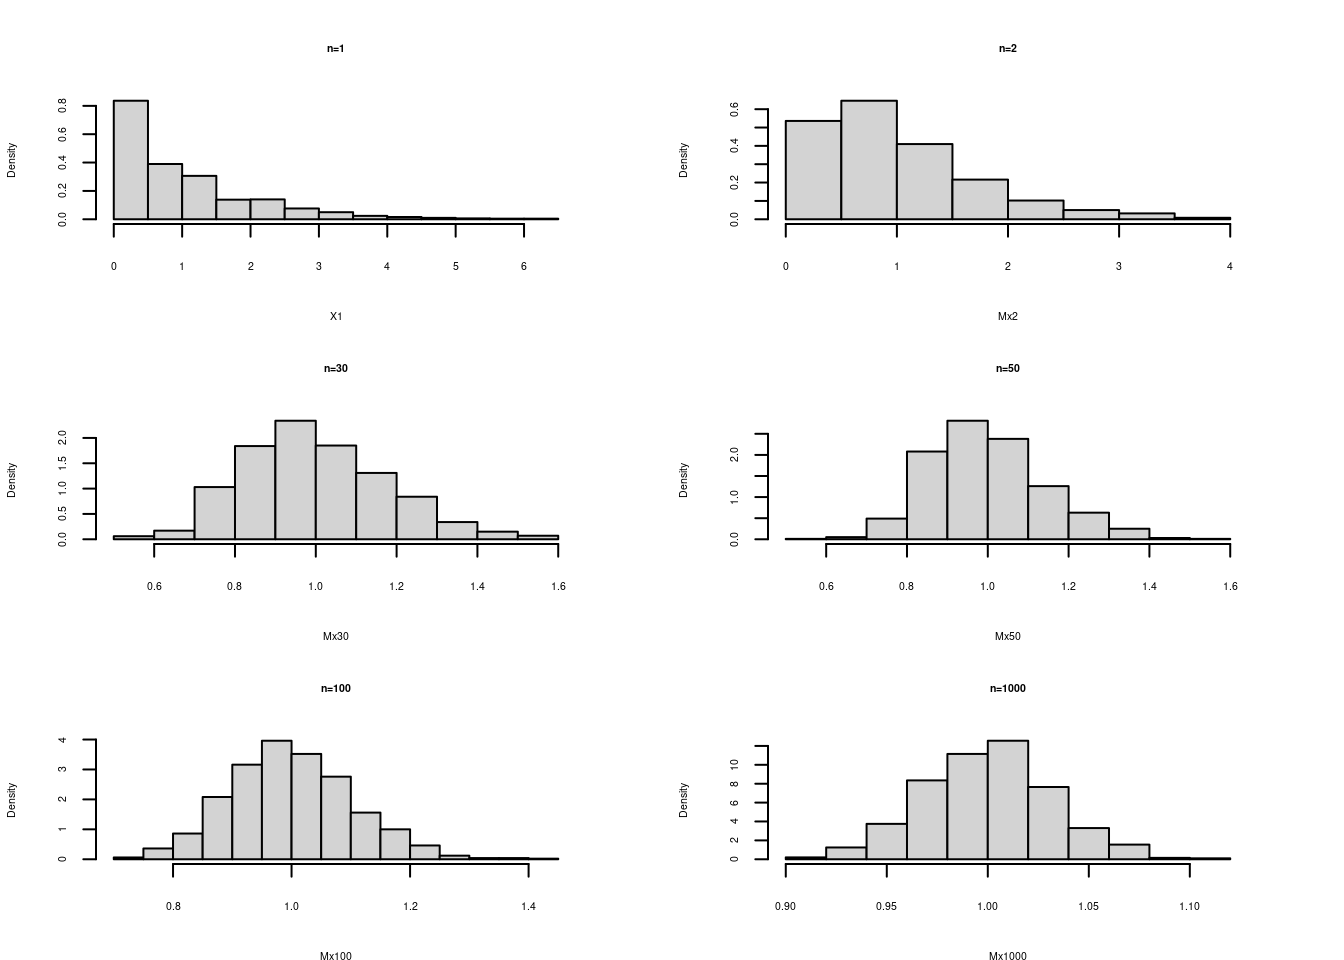 n=1
Density
0.0 0.2 0.4 0.6 0.8
0 1 2 3 4 5 6
X1
n=2
Density
0.0 0.2 0.4 0.6
0 1 2 3 4
Mx2
n=30
Density
0.0 0.5 1.0 1.5 2.0
0.6 0.8 1.0 1.2 1.4 1.6
Mx30
n=50
Density
0.0 1.0 2.0
0.6 0.8 1.0 1.2 1.4 1.6
Mx50
n=100
Density
0 1 2 3 4
0.8 1.0 1.2 1.4
Mx100
n=1000
Density
0 2 4 6 8 10
0.90 0.95 1.00 1.05 1.10
Mx1000